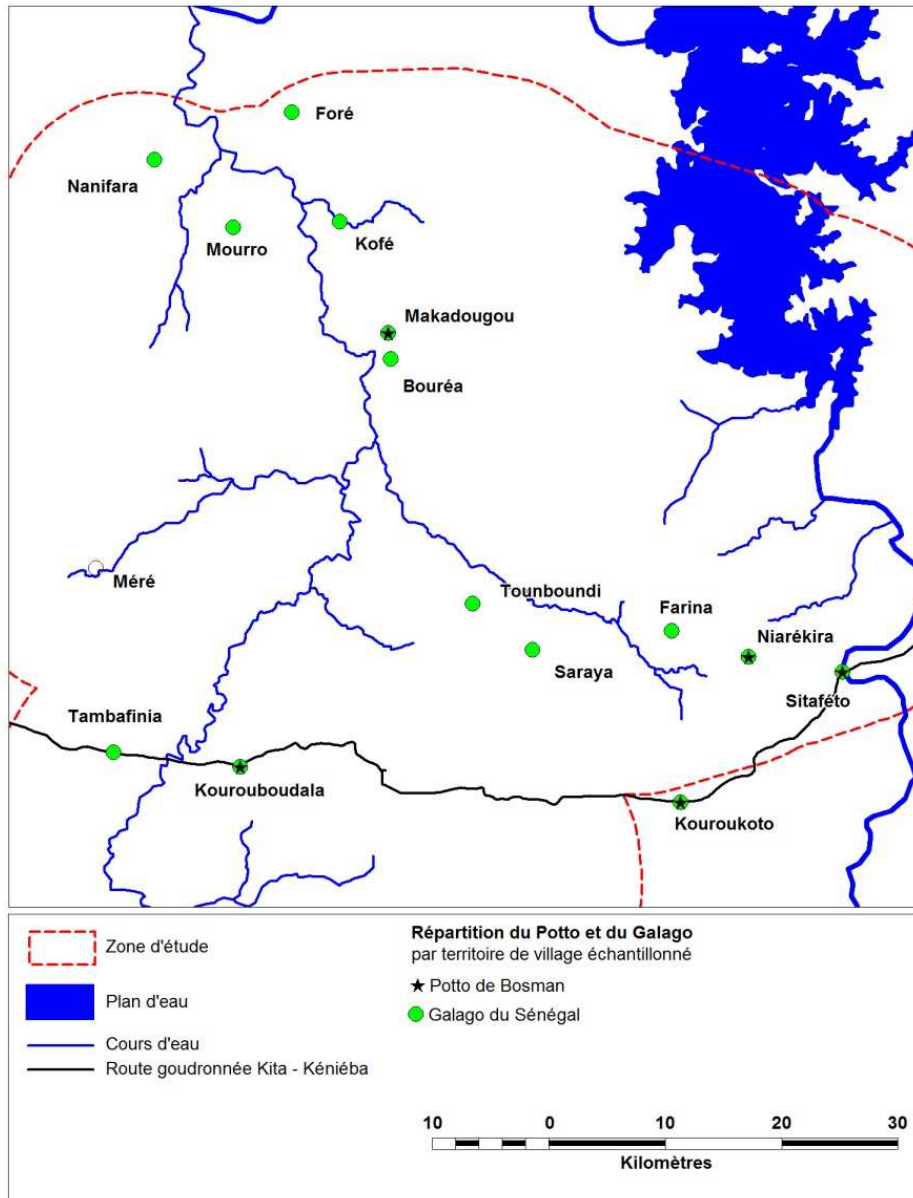 Foré
Nanifara
Mourro
Kofé
Makadougou
Bouréa
Méré
Tounboundi
Farina
Niarékira
Saraya
Sitaféto
Tambafinia
Kourouboudala
Kouroukoto
Zone d'étude
Plan d'eau
Cours d'eau
Route goudronnée Kita - Kéniéba
Répartition du Potto et du Galago
par territoire de village échantillonné
Potto de Bosman
Galago du Sénégal
10 0 10 20 30
Kilomètres